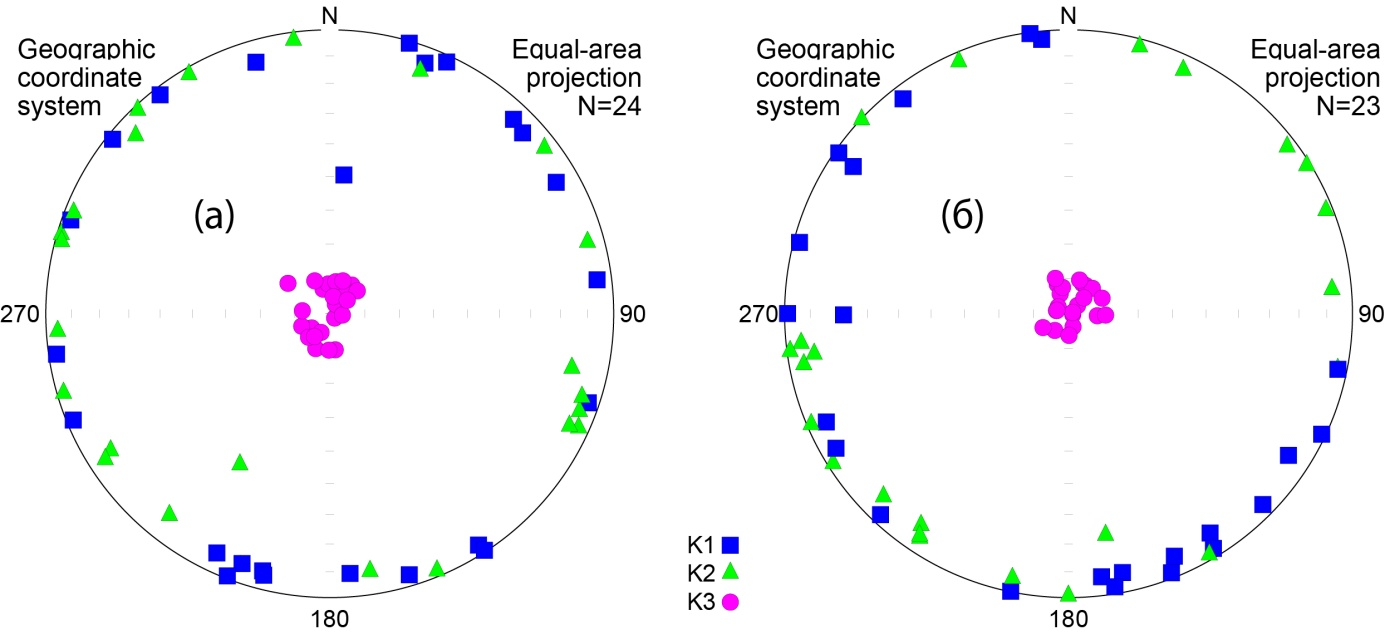 N
Geographic
coordinate
system
Equal-area
projection
N=24
(а)
270
90
180
N
Geographic
coordinate
system
Equal-area
projection
N=23
(б)
270
90
180
K1
K2
K3